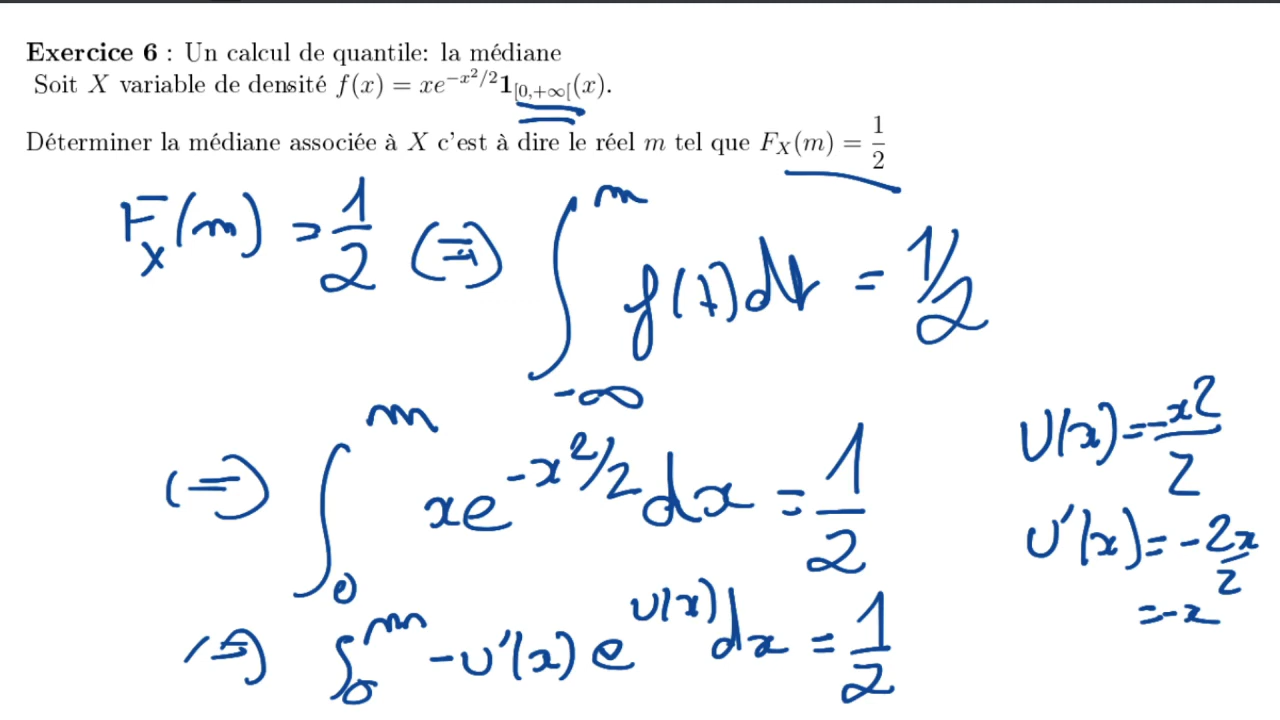 Exercice 6 : Un calcul de quantile: la médiane
Soit X variable de densité f(x) = xe^{-x²/2}1_{[0,+∞[}(x).
Déterminer la médiane associée à X c'est à dire le réel m tel que F_X(m) = 1/2
F_X(m) = 1/2 (=) ∫_{-∞}^{m} f(t)dt = 1/2
(=) ∫_0^m xe^{-x²/2}dx = 1/2
U(x)=-x²/2
U'(x)=-2x/2
=-x
(=) ∫_0^m -U'(x)e^{U(x)}dx = 1/2